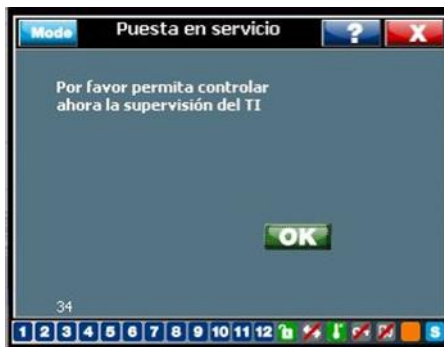 Mode Puesta en servicio ? X
Por favor permita controlar
ahora la supervisión del TI
OK
34
1 2 3 4 5 6 7 8 9 10 11 12 S